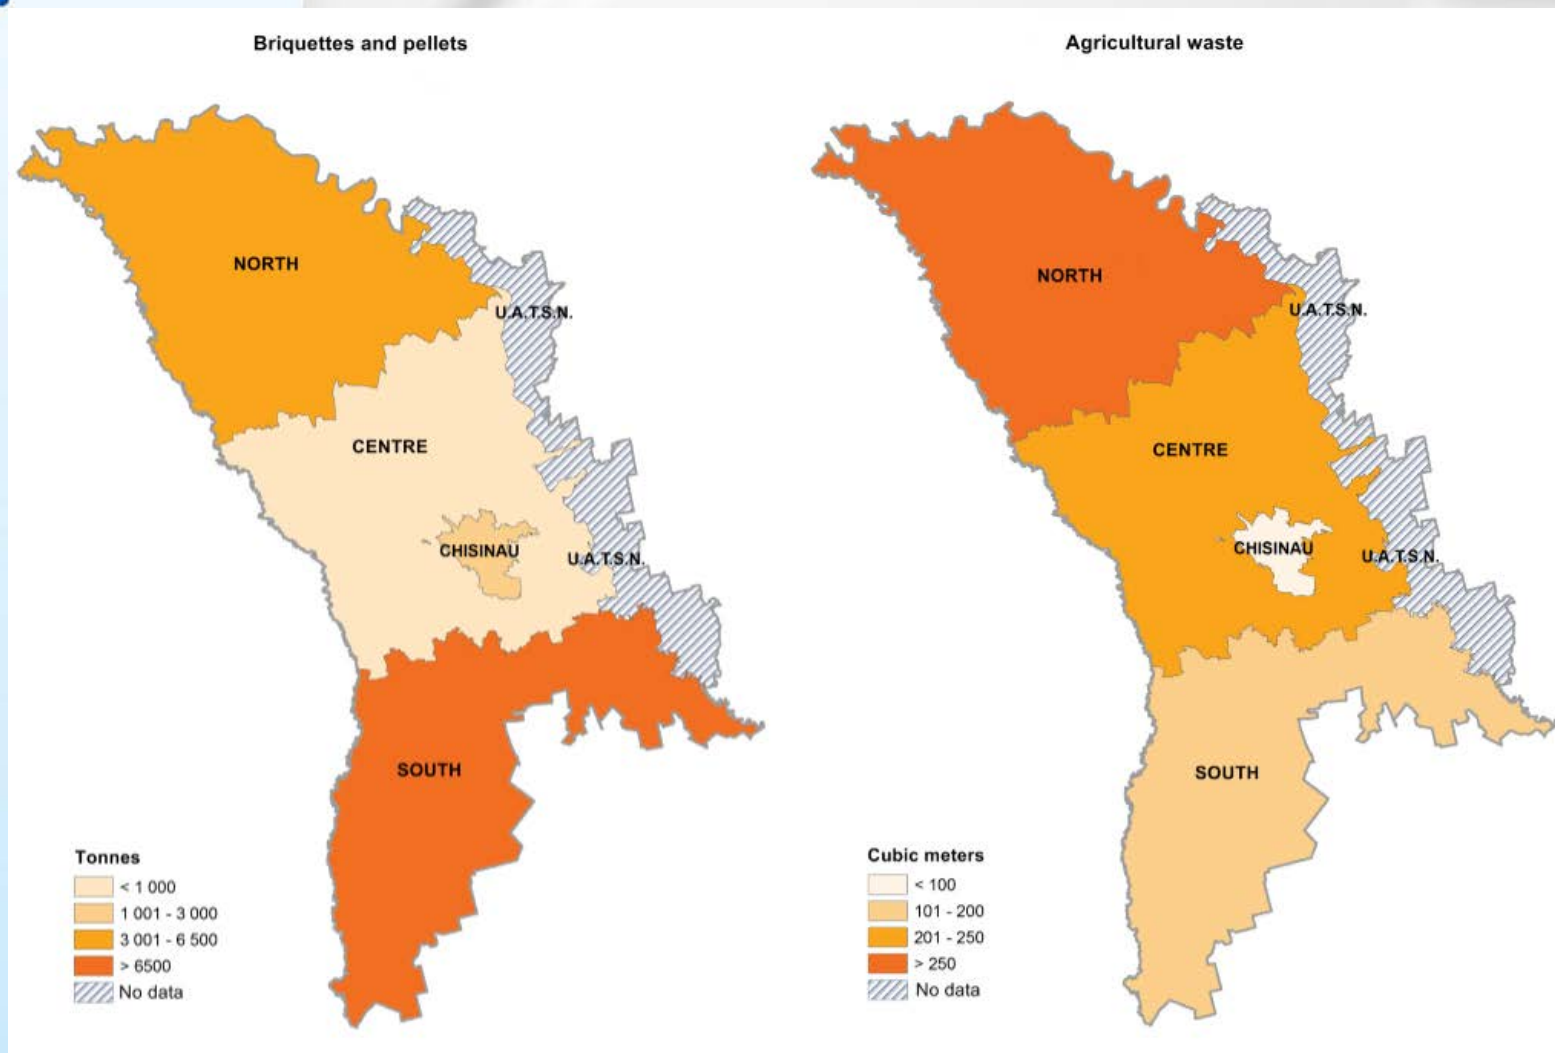 Briquettes and pellets
NORTH
U.A.T.S.N.
CENTRE
CHISINAU
U.A.T.S.N.
SOUTH
Tonnes
< 1 000
1 001 - 3 000
3 001 - 6 500
> 6500
No data
Agricultural waste
NORTH
U.A.T.S.N.
CENTRE
CHISINAU
U.A.T.S.N.
SOUTH
Cubic meters
< 100
101 - 200
201 - 250
> 250
No data